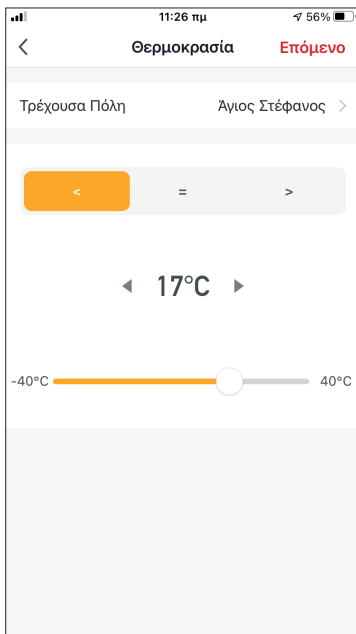 11:26 πμ 56%
Θερμοκρασία Επόμενο
Τρέχουσα Πόλη Άγιος Στέφανος >
< = >
17°C
-40°C 40°C